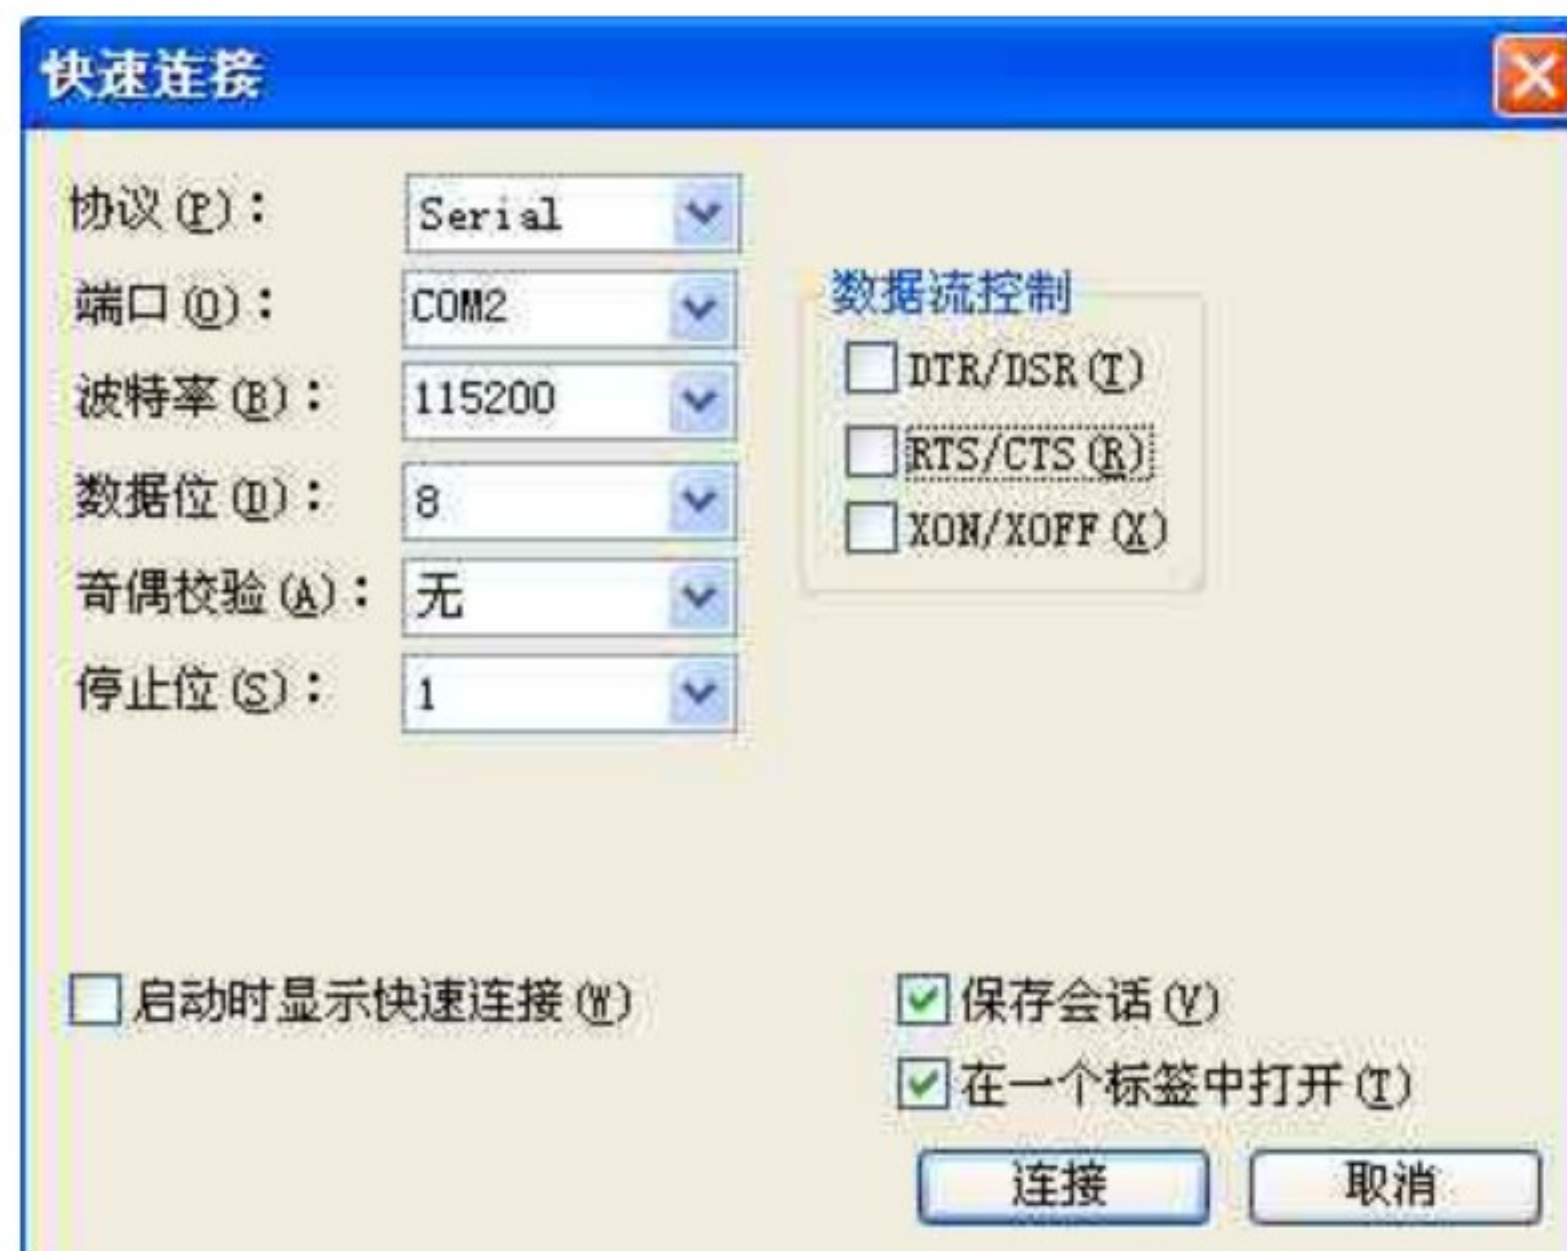 快速连接
协议(P)： Serial
端口(O)： COM2
波特率(B)： 115200
数据位(D)： 8
奇偶校验(A)： 无
停止位(S)： 1
数据流控制
DTR/DSR(T)
RTS/CTS(R)
XON/XOFF(X)
启动时显示快速连接(W)
保存会话(V)
在一个标签中打开(T)
连接 取消